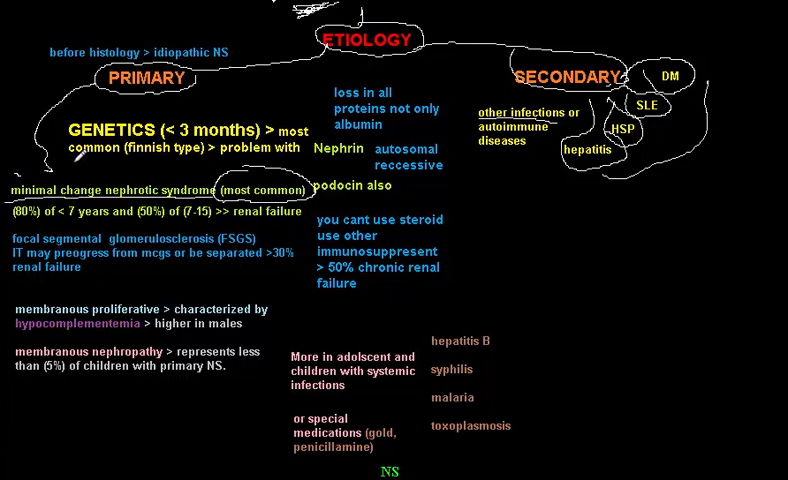 ETIOLOGY
before histology > idiopathic NS
PRIMARY
SECONDARY
DM
SLE
HSP
hepatitis
other infections or
autoimmune
diseases
loss in all
proteins not only
albumin
GENETICS (< 3 months) > most
common (finnish type) > problem with
Nephrin
autosomal
reccessive
podocin also
minimal change nephrotic syndrome (most common)
(80%) of < 7 years and (50%) of (7-15) >> renal failure
you cant use steroid
use other
immunosuppresent
> 50% chronic renal
failure
focal segmental glomerulosclerosis (FSGS)
IT may preogress from mcgs or be separated >30%
renal failure
membranous proliferative > characterized by
hypocomplementemia > higher in males
membranous nephropathy > represents less
than (5%) of children with primary NS.
More in adolscent and
children with systemic
infections
or special
medications (gold,
penicillamine)
hepatitis B
syphilis
malaria
toxoplasmosis
NS